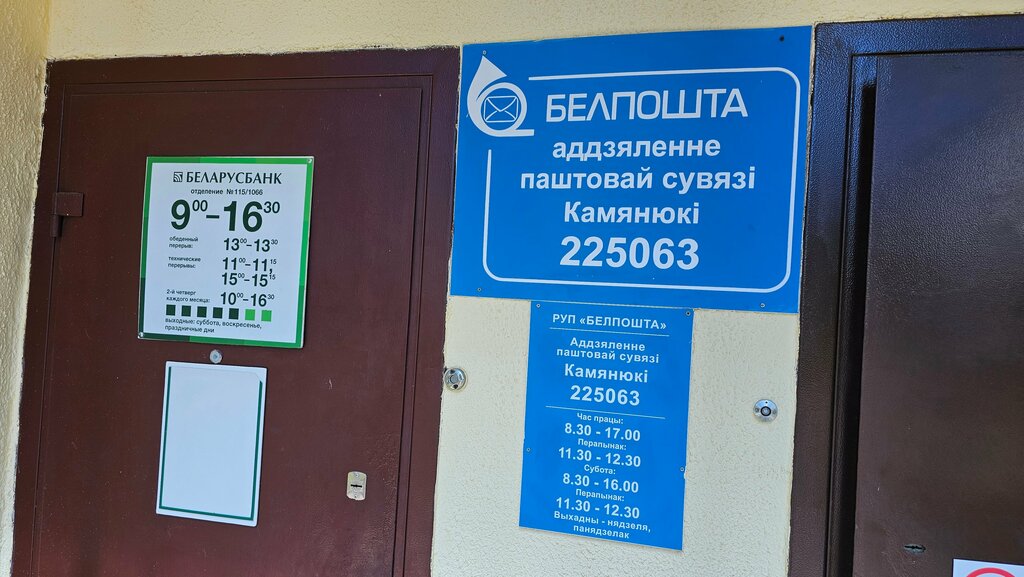 БЕЛАРУСБАНК
отделение №115/1066
9⁰⁰–16³⁰
обеденный
перерыв: 13⁰⁰–13³⁰
технические
перерывы: 11⁰⁰–11¹⁵,
15⁰⁰–15¹⁵
2-й четверг
каждого месяца: 10⁰⁰–16³⁰
выходные: суббота, воскресенье,
праздничные дни
БЕЛПОШТА
аддзяленне
паштовай сувязі
Камянюкі
225063
РУП «БЕЛПОШТА»
Аддзяленне
паштовай сувязі
Камянюкі
225063
Час працы:
8.30 - 17.00
Перапынак:
11.30 - 12.30
Субота:
8.30 - 16.00
Перапынак:
11.30 - 12.30
Выхадны - нядзеля,
панядзелак